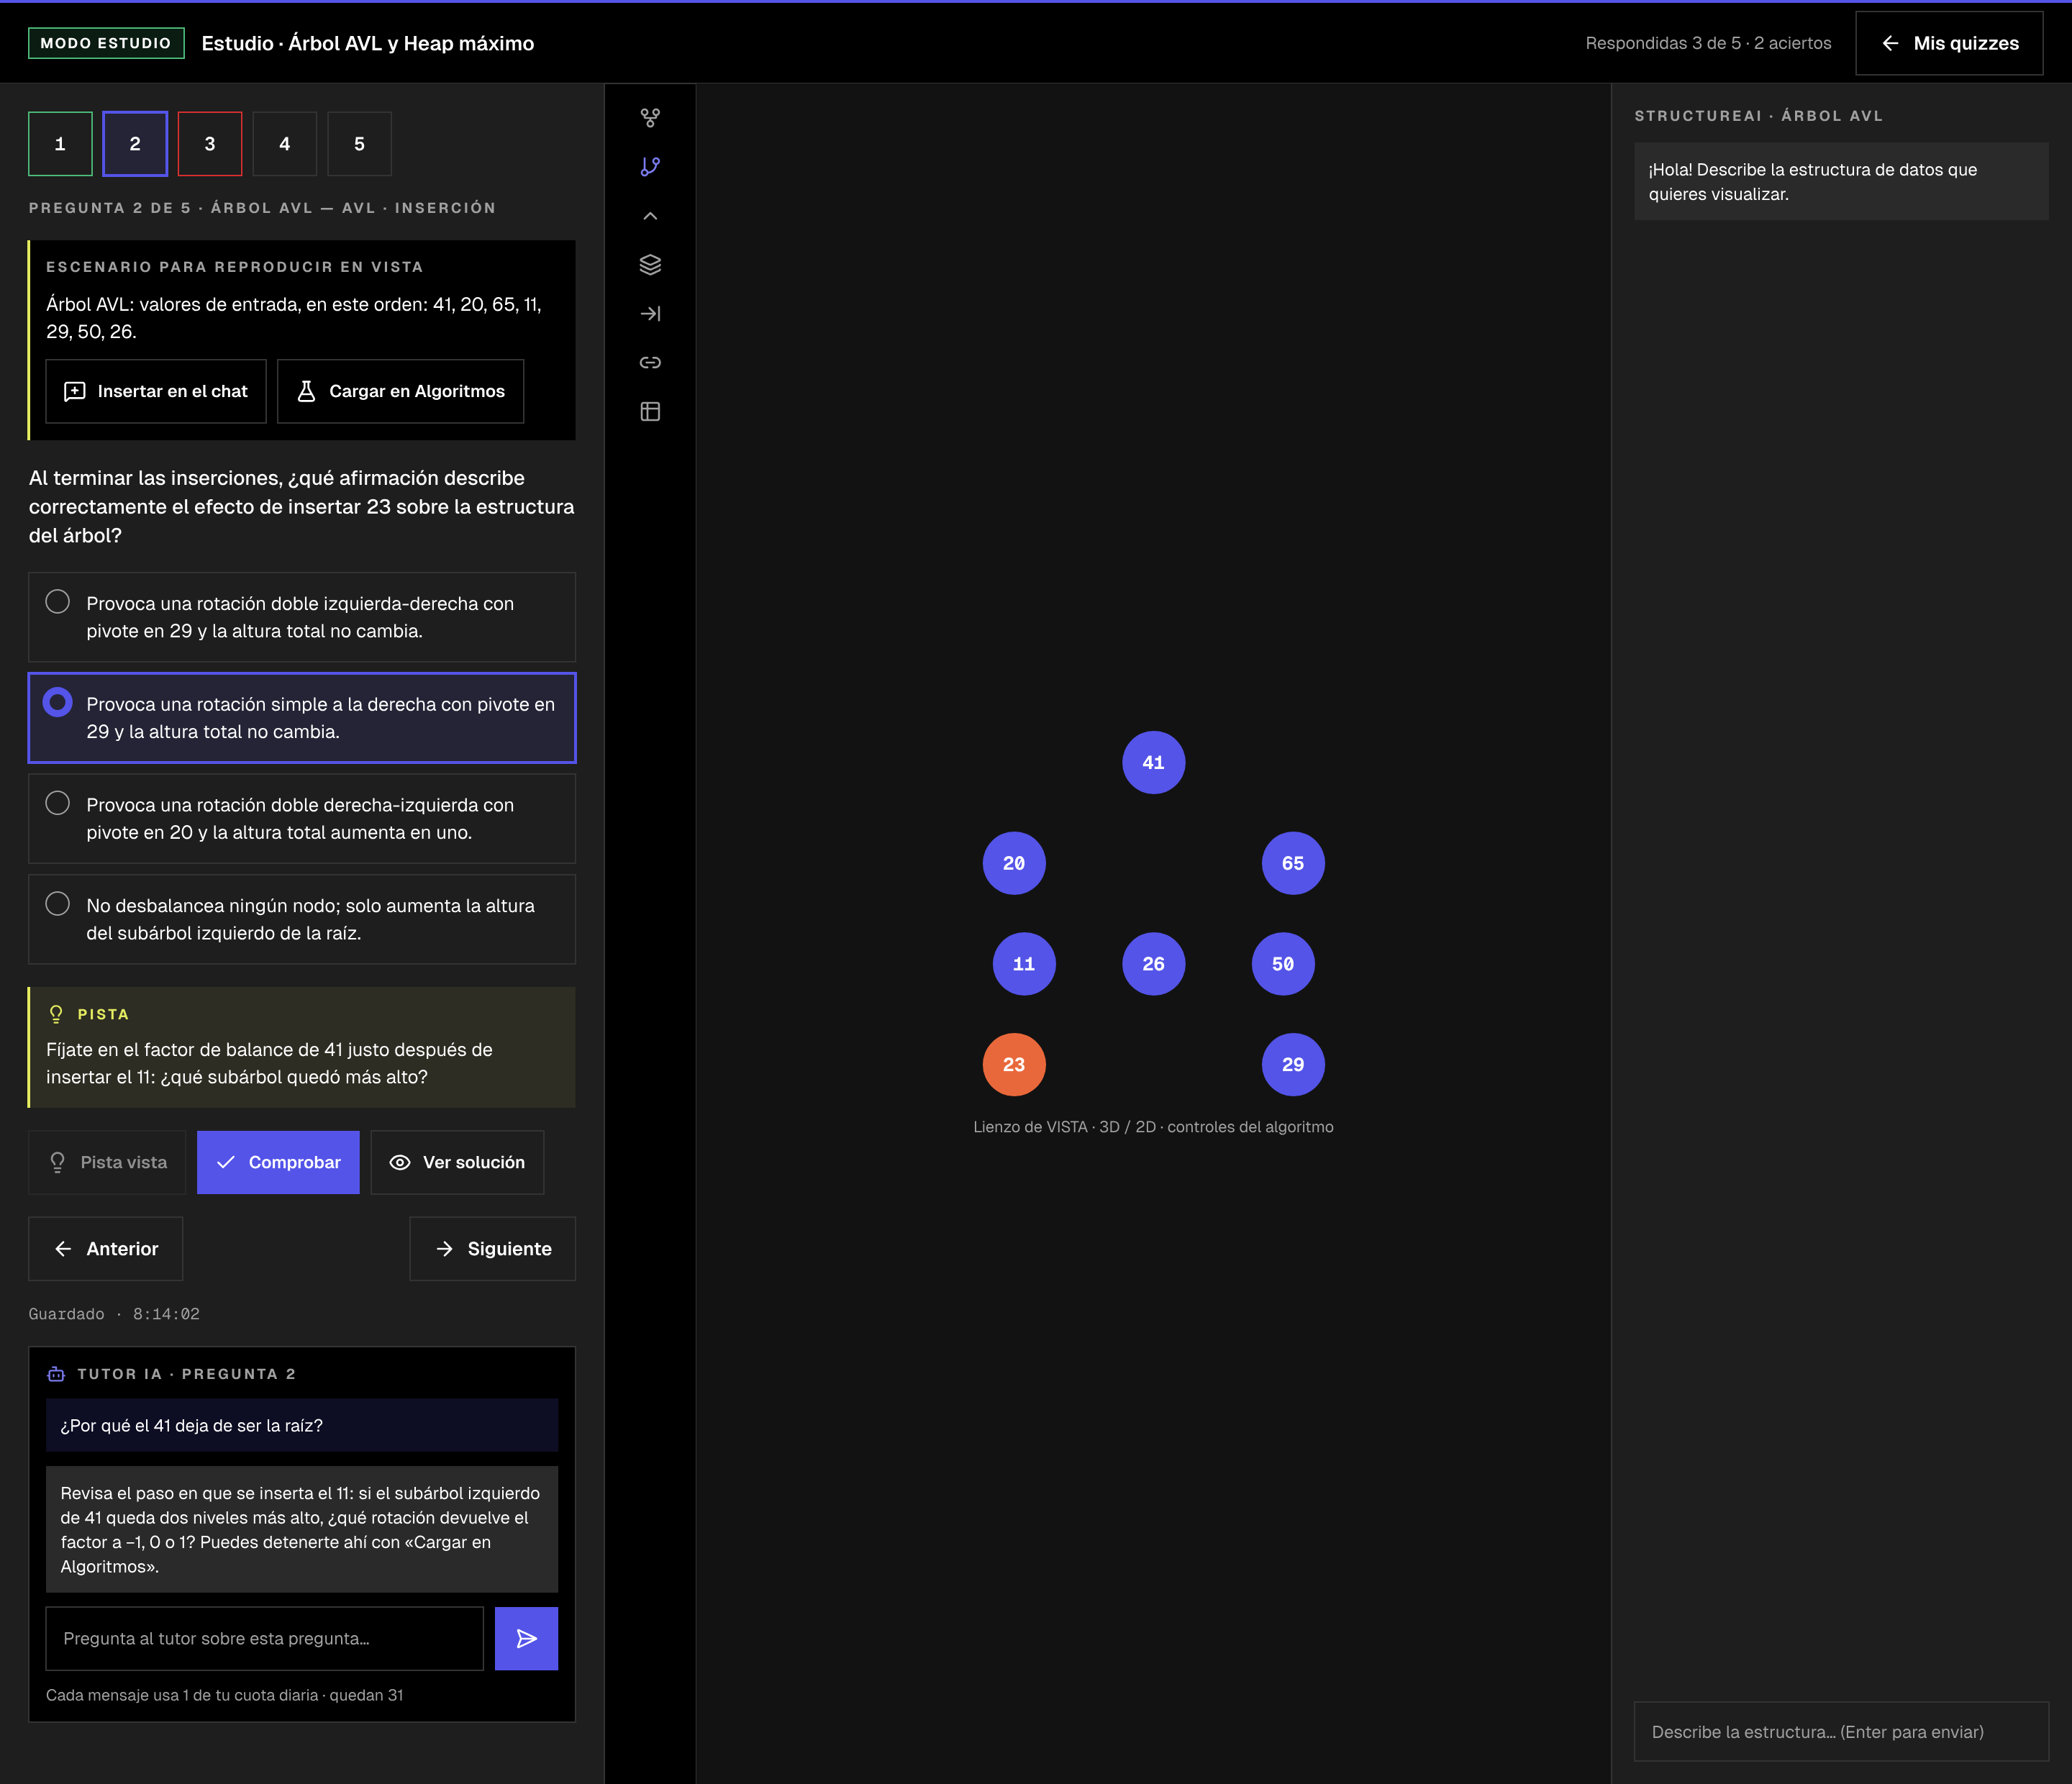 MODO ESTUDIO
Estudio · Árbol AVL y Heap máximo
Respondidas 3 de 5 · 2 aciertos
Mis quizzes
1
2
3
4
5
PREGUNTA 2 DE 5 · ÁRBOL AVL — AVL · INSERCIÓN
ESCENARIO PARA REPRODUCIR EN VISTA
Árbol AVL: valores de entrada, en este orden: 41, 20, 65, 11,
29, 50, 26.
Insertar en el chat
Cargar en Algoritmos
Al terminar las inserciones, ¿qué afirmación describe
correctamente el efecto de insertar 23 sobre la estructura
del árbol?
Provoca una rotación doble izquierda-derecha con
pivote en 29 y la altura total no cambia.
Provoca una rotación simple a la derecha con pivote en
29 y la altura total no cambia.
Provoca una rotación doble derecha-izquierda con
pivote en 20 y la altura total aumenta en uno.
No desbalancea ningún nodo; solo aumenta la altura
del subárbol izquierdo de la raíz.
PISTA
Fíjate en el factor de balance de 41 justo después de
insertar el 11: ¿qué subárbol quedó más alto?
Pista vista
Comprobar
Ver solución
Anterior
Siguiente
Guardado · 8:14:02
TUTOR IA · PREGUNTA 2
¿Por qué el 41 deja de ser la raíz?
Revisa el paso en que se inserta el 11: si el subárbol izquierdo
de 41 queda dos niveles más alto, ¿qué rotación devuelve el
factor a −1, 0 o 1? Puedes detenerte ahí con «Cargar en
Algoritmos».
Pregunta al tutor sobre esta pregunta…
Cada mensaje usa 1 de tu cuota diaria · quedan 31
41
20
65
11
26
50
23
29
Lienzo de VISTA · 3D / 2D · controles del algoritmo
STRUCTUREAI · ÁRBOL AVL
¡Hola! Describe la estructura de datos que
quieres visualizar.
Describe la estructura… (Enter para enviar)